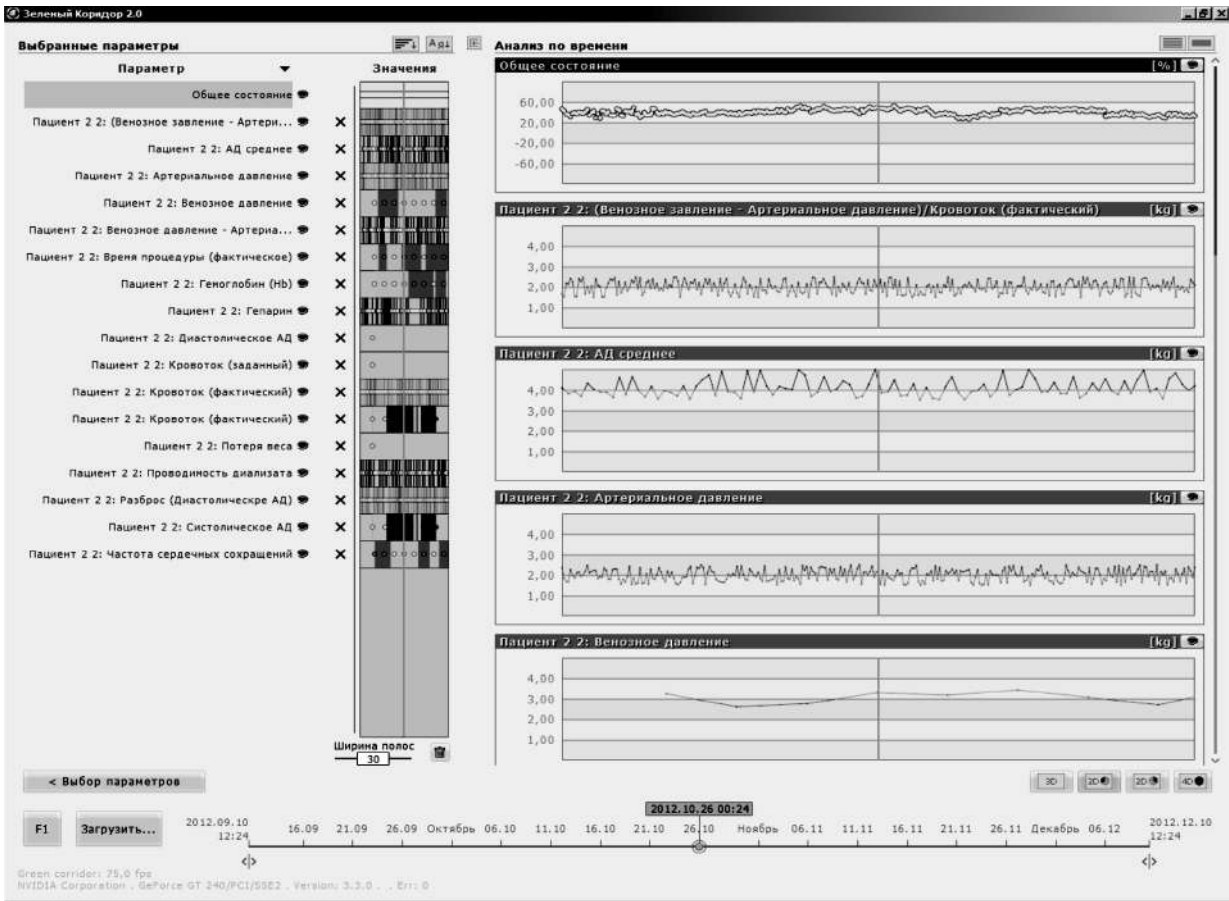 Зеленый Коридор 2.0
Выбранные параметры
Параметр
Значения
Общее состояние
Пациент 2 2: (Венозное завление - Артери...
Пациент 2 2: АД среднее
Пациент 2 2: Артериальное давление
Пациент 2 2: Венозное давление
Пациент 2 2: Венозное давление - Артериа...
Пациент 2 2: Время процедуры (фактическое)
Пациент 2 2: Гемоглобин (Hb)
Пациент 2 2: Гепарин
Пациент 2 2: Диастолическое АД
Пациент 2 2: Кровоток (заданный)
Пациент 2 2: Кровоток (фактический)
Пациент 2 2: Кровоток (фактический)
Пациент 2 2: Потеря веса
Пациент 2 2: Проводимость диализата
Пациент 2 2: Разброс (Диастолическре АД)
Пациент 2 2: Систолическое АД
Пациент 2 2: Частота сердечных сохращений
Ширина полос
30
Анализ по времени
Общее состояние [%]
60,00
20,00
-20,00
-60,00
Пациент 2 2: (Венозное завление - Артериальное давление)/Кровоток (фактический) [kg]
4,00
3,00
2,00
1,00
Пациент 2 2: АД среднее [kg]
4,00
3,00
2,00
1,00
Пациент 2 2: Артериальное давление [kg]
4,00
3,00
2,00
1,00
Пациент 2 2: Венозное давление [kg]
4,00
3,00
2,00
1,00
< Выбор параметров
3D 2D 2D 4D
F1 Загрузить...
2012.10.26 00:24
2012.09.10
12:24
16.09 21.09 26.09 Октябрь 06.10 11.10 16.10 21.10 26.10 Ноябрь 06.11 11.11 16.11 21.11 26.11 Декабрь 06.12
2012.12.10
12:24
Green corridor: 75,0 fps
NVIDIA Corporation . GeForce GT 240/PCI/SSE2 . Version: 3.3.0 . . Err: 0